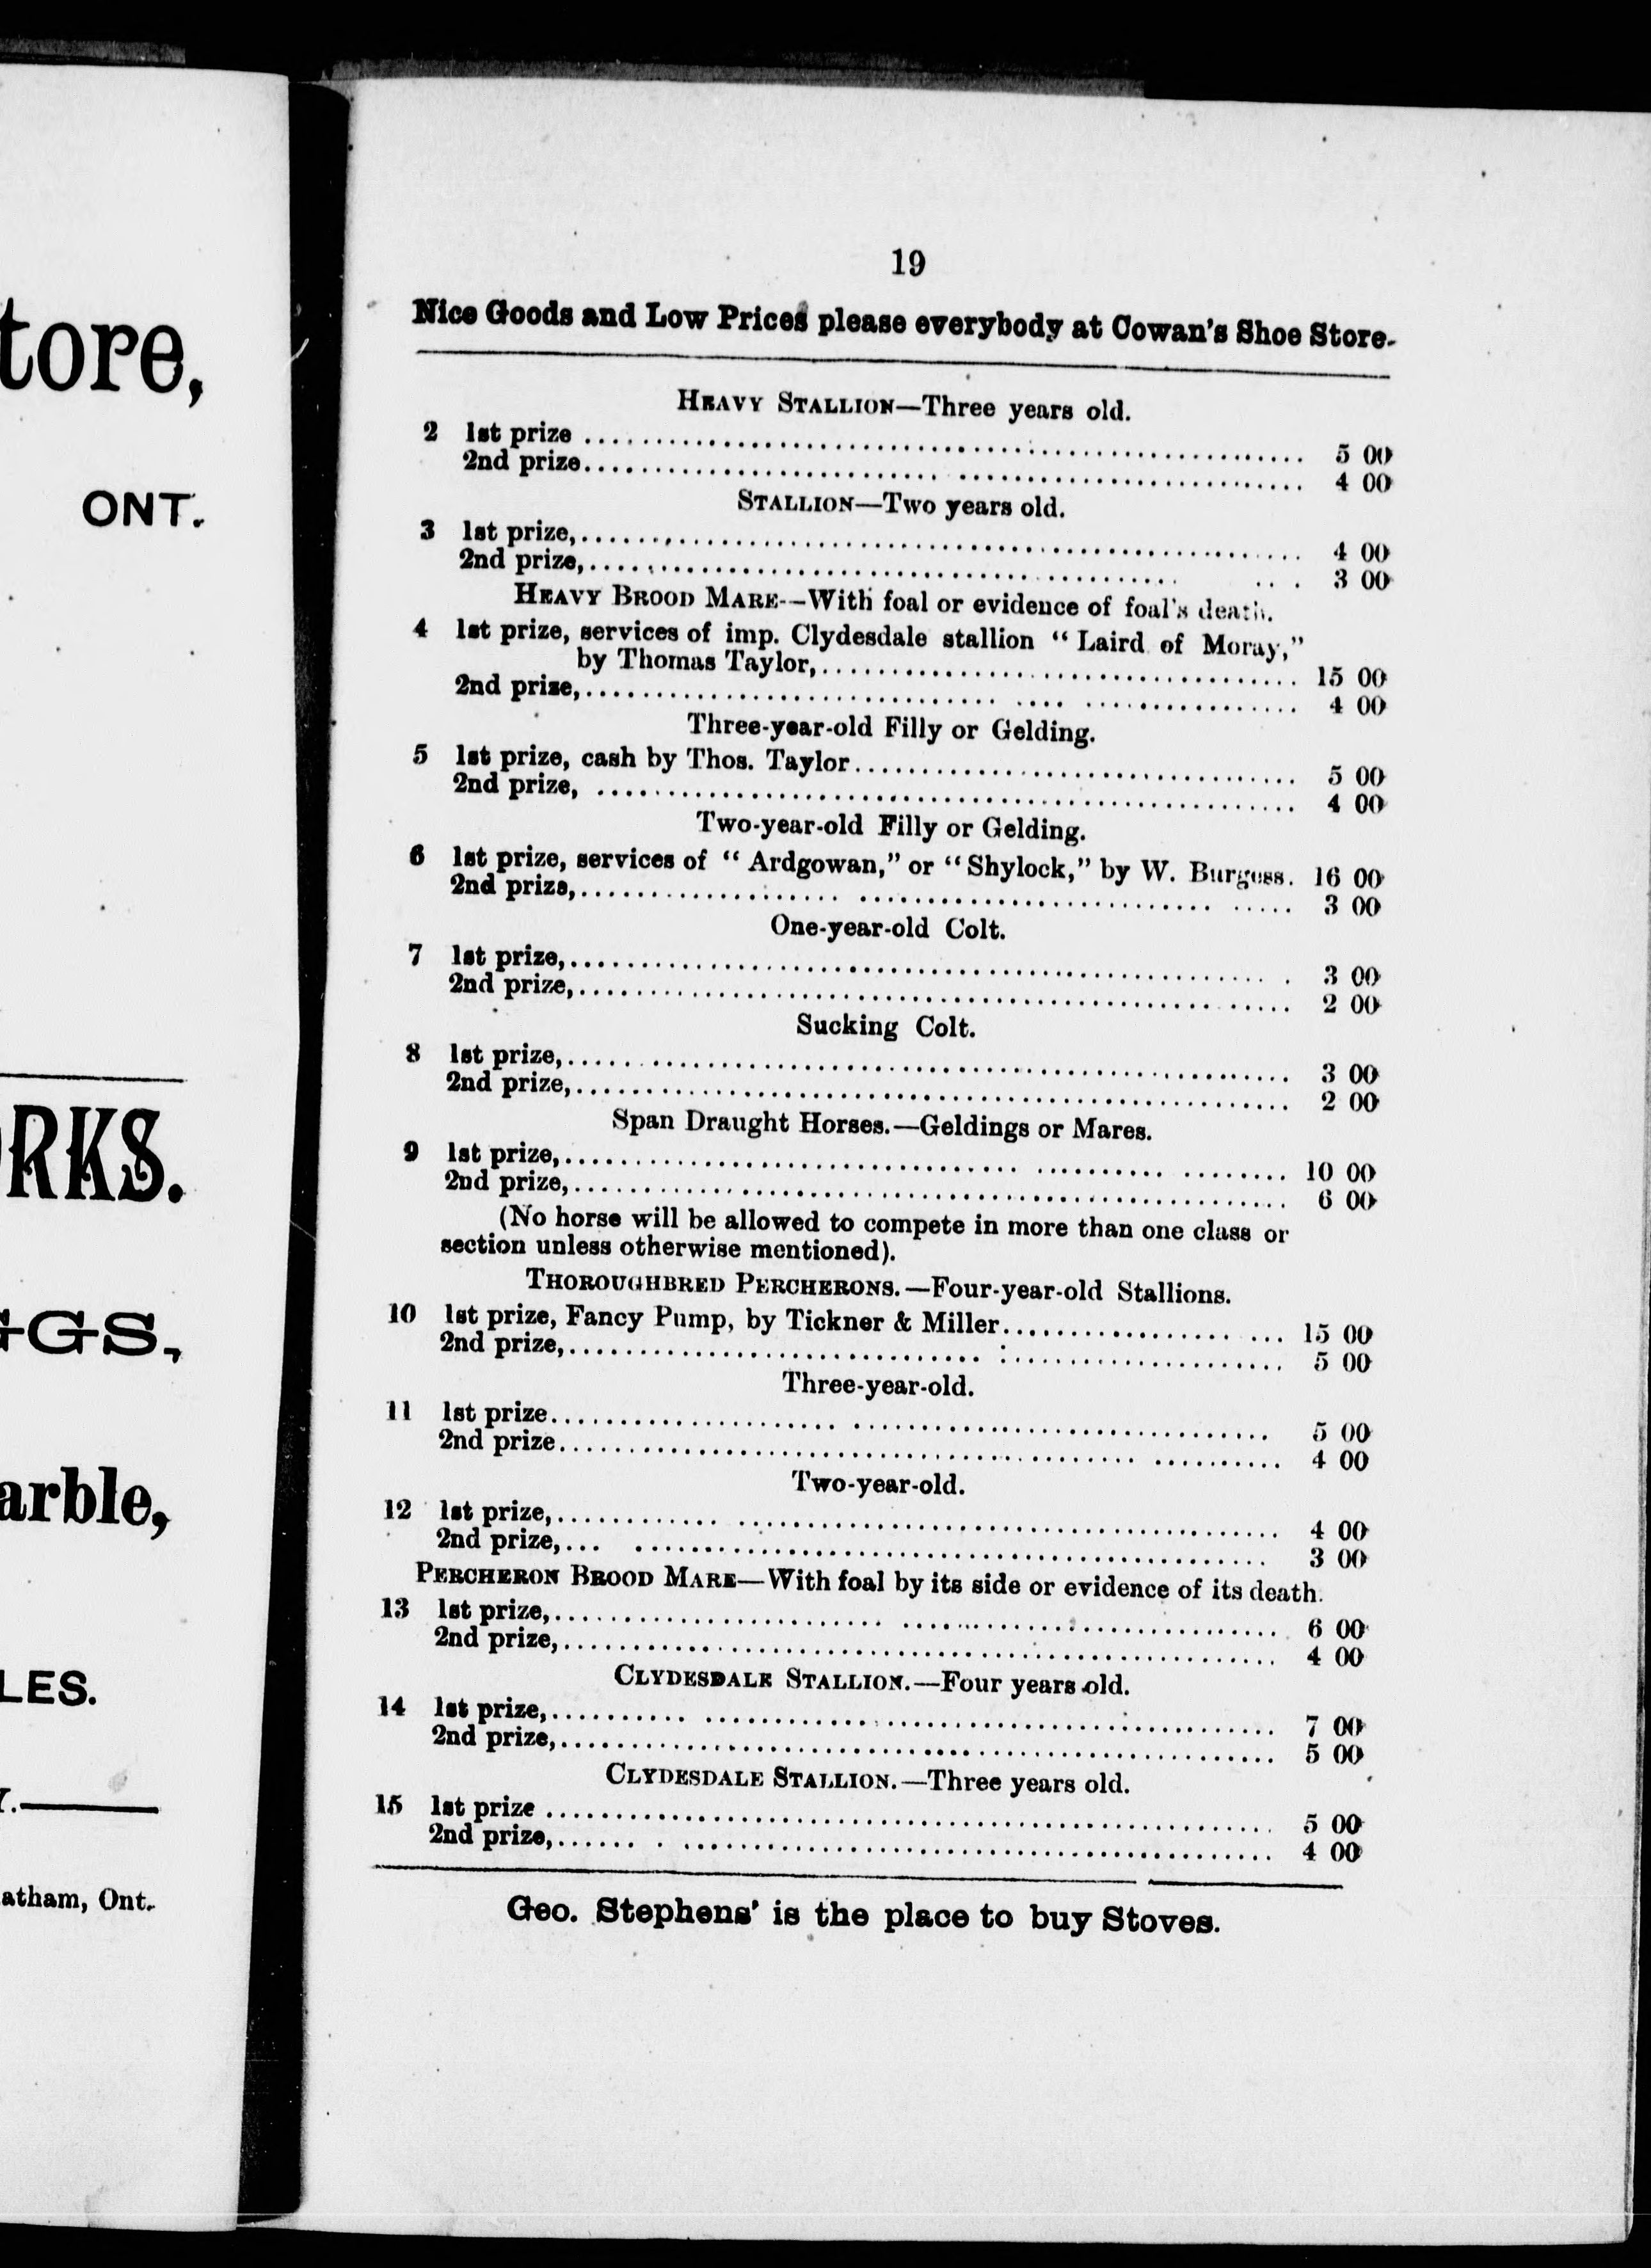 tore,
ONT.
RKS.
GS,
arble,
LES.
atham, Ont.
19
Nice Goods and Low Prices please everybody at Cowan's Shoe Store.
HEAVY STALLION—Three years old.
2 1st prize .......... 5 00
2nd prize.......... 4 00
STALLION—Two years old.
3 1st prize,.......... 4 00
2nd prize,.......... 3 00
HEAVY BROOD MARE—With foal or evidence of foal's death.
4 1st prize, services of imp. Clydesdale stallion “ Laird of Moray,”
by Thomas Taylor,.......... 15 00
2nd prize,.......... 4 00
Three-year-old Filly or Gelding.
5 1st prize, cash by Thos. Taylor.......... 5 00
2nd prize, .......... 4 00
Two-year-old Filly or Gelding.
6 1st prize, services of “ Ardgowan,” or “ Shylock,” by W. Burgess. 16 00
2nd prize,.......... 3 00
One-year-old Colt.
7 1st prize,.......... 3 00
2nd prize,.......... 2 00
Sucking Colt.
8 1st prize,.......... 3 00
2nd prize,.......... 2 00
Span Draught Horses.—Geldings or Mares.
9 1st prize,.......... 10 00
2nd prize,.......... 6 00
(No horse will be allowed to compete in more than one class or
section unless otherwise mentioned).
THOROUGHBRED PERCHERONS.—Four-year-old Stallions.
10 1st prize, Fancy Pump, by Tickner & Miller.......... 15 00
2nd prize,.......... 5 00
Three-year-old.
11 1st prize.......... 5 00
2nd prize.......... 4 00
Two-year-old.
12 1st prize,.......... 4 00
2nd prize,.......... 3 00
PERCHERON BROOD MARE—With foal by its side or evidence of its death.
13 1st prize,.......... 6 00
2nd prize,.......... 4 00
CLYDESDALE STALLION.—Four years old.
14 1st prize,.......... 7 00
2nd prize,.......... 5 00
CLYDESDALE STALLION.—Three years old.
15 1st prize .......... 5 00
2nd prize,.......... 4 00
Geo. Stephens' is the place to buy Stoves.